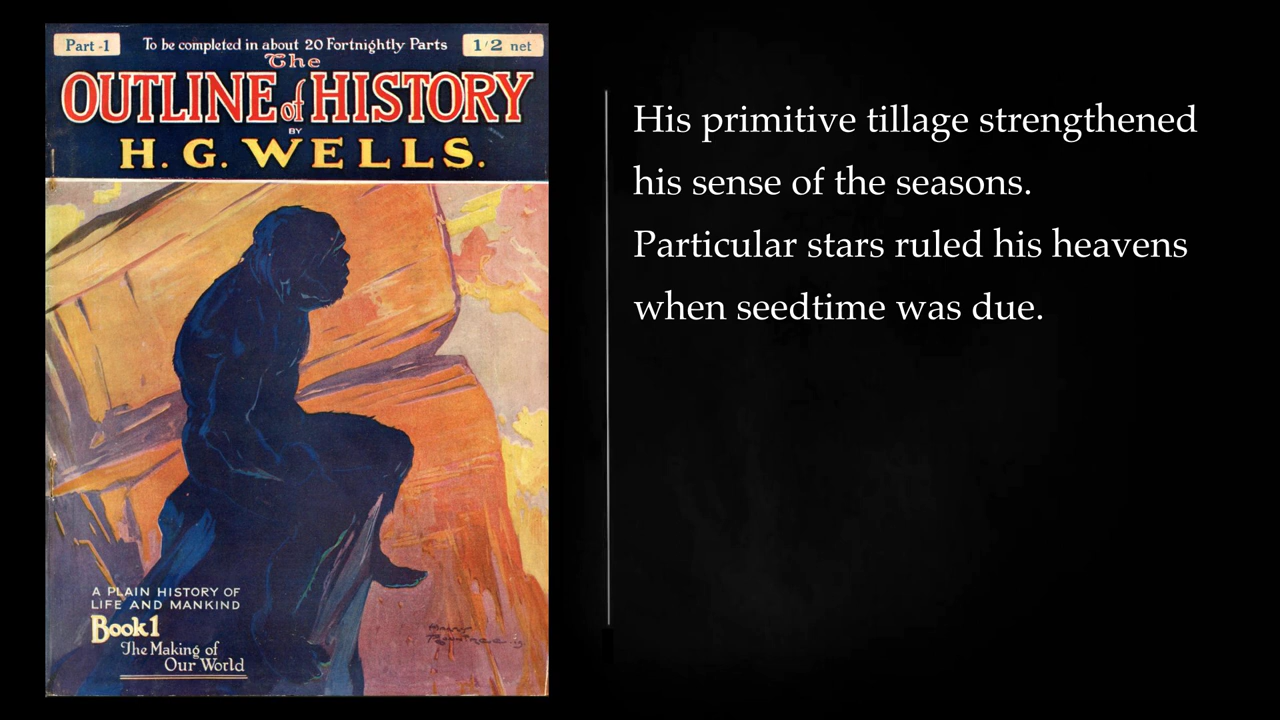 Part -1
To be completed in about 20 Fortnightly Parts
1/2 net
The
OUTLINE of HISTORY
BY
H. G. WELLS.
A PLAIN HISTORY OF
LIFE AND MANKIND
Book 1
The Making of
Our World
His primitive tillage strengthened
his sense of the seasons.
Particular stars ruled his heavens
when seedtime was due.